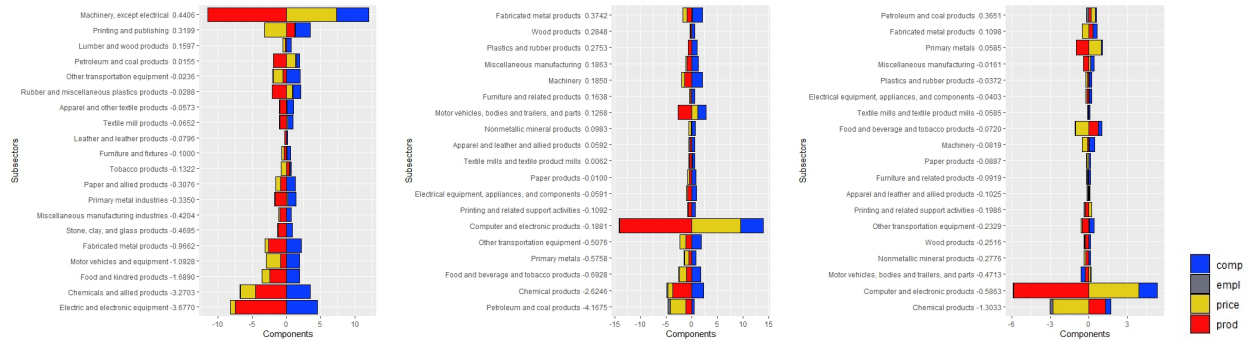 Machinery, except electrical 0.4406
Printing and publishing 0.3199
Lumber and wood products 0.1597
Petroleum and coal products 0.0155
Other transportation equipment -0.0236
Rubber and miscellaneous plastics products -0.0288
Apparel and other textile products -0.0573
Textile mill products -0.0652
Leather and leather products -0.0796
Furniture and fixtures -0.1000
Tobacco products -0.1322
Paper and allied products -0.3076
Primary metal industries -0.3350
Miscellaneous manufacturing industries -0.4204
Stone, clay, and glass products -0.4695
Fabricated metal products -0.9662
Motor vehicles and equipment -1.0928
Food and kindred products -1.6890
Chemicals and allied products -3.2703
Electric and electronic equipment -3.6770
Subsectors
-10 -5 0 5 10
Components
Fabricated metal products 0.3742
Wood products 0.2848
Plastics and rubber products 0.2753
Miscellaneous manufacturing 0.1863
Machinery 0.1850
Furniture and related products 0.1638
Motor vehicles, bodies and trailers, and parts 0.1268
Nonmetallic mineral products 0.0983
Apparel and leather and allied products 0.0592
Textile mills and textile product mills 0.0062
Paper products -0.0100
Electrical equipment, appliances, and components -0.0591
Printing and related support activities -0.1092
Computer and electronic products -0.1881
Other transportation equipment -0.5076
Primary metals -0.5758
Food and beverage and tobacco products -0.6928
Chemical products -2.6246
Petroleum and coal products -4.1675
Subsectors
-15 -10 -5 0 5 10 15
Components
Petroleum and coal products 0.3651
Fabricated metal products 0.1098
Primary metals 0.0585
Miscellaneous manufacturing -0.0161
Plastics and rubber products -0.0372
Electrical equipment, appliances, and components -0.0403
Textile mills and textile product mills -0.0585
Food and beverage and tobacco products -0.0720
Machinery -0.0819
Paper products -0.0887
Furniture and related products -0.0919
Apparel and leather and allied products -0.1025
Printing and related support activities -0.1986
Other transportation equipment -0.2329
Wood products -0.2516
Nonmetallic mineral products -0.2776
Motor vehicles, bodies and trailers, and parts -0.4713
Computer and electronic products -0.5863
Chemical products -1.3033
Subsectors
-6 -3 0 3
Components
comp
empl
price
prod